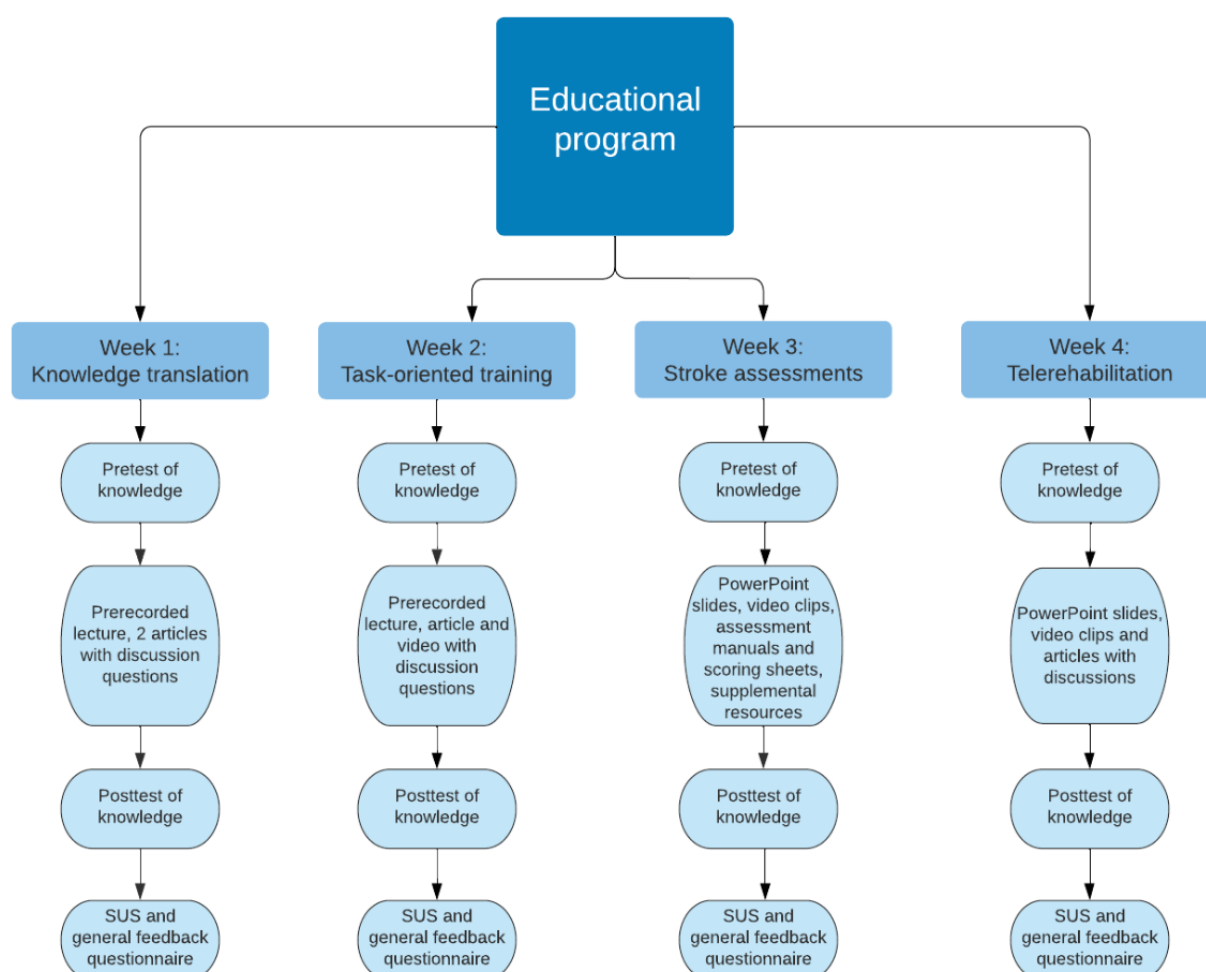 Educational
program
Week 1:
Knowledge translation
Week 2:
Task-oriented training
Week 3:
Stroke assessments
Week 4:
Telerehabilitation
Pretest of
knowledge
Pretest of
knowledge
Pretest of
knowledge
Pretest of
knowledge
Prerecorded
lecture, 2 articles
with discussion
questions
Prerecorded
lecture, article and
video with
discussion
questions
PowerPoint
slides, video clips,
assessment
manuals and
scoring sheets,
supplemental
resources
PowerPoint slides,
video clips and
articles with
discussions
Posttest of
knowledge
Posttest of
knowledge
Posttest of
knowledge
Posttest of
knowledge
SUS and
general feedback
questionnaire
SUS and
general feedback
questionnaire
SUS and
general feedback
questionnaire
SUS and
general feedback
questionnaire